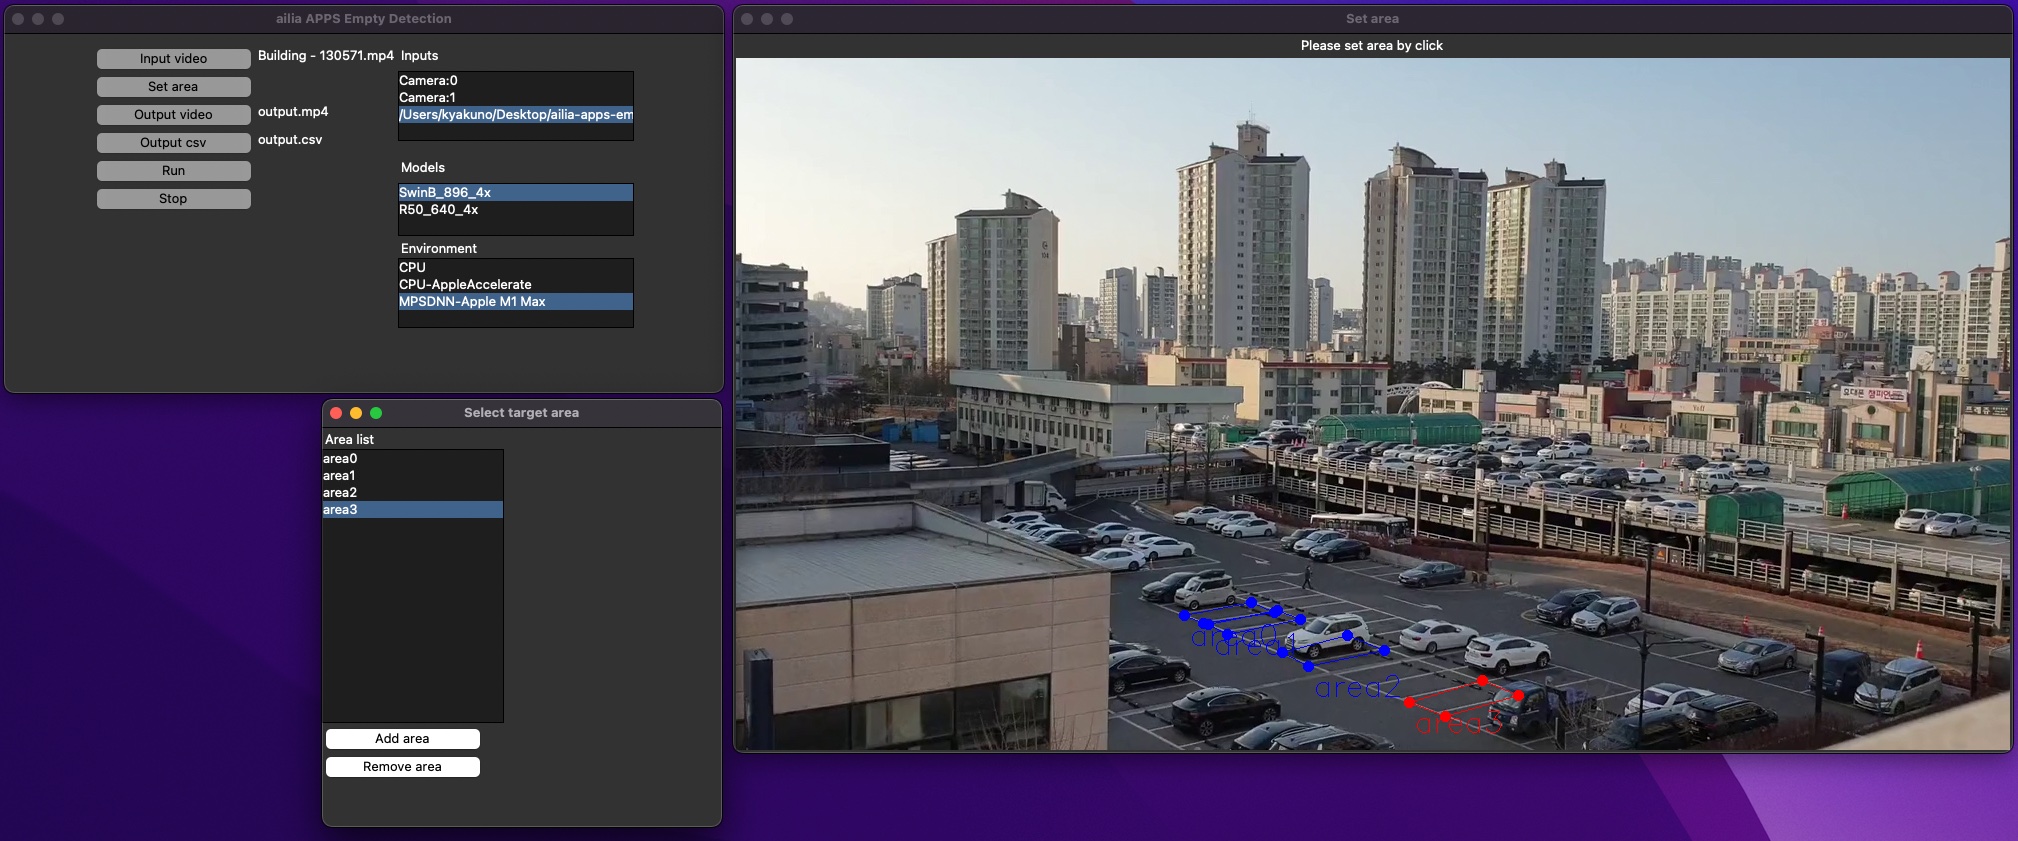 ailia APPS Empty Detection
Input video
Building - 130571.mp4
Inputs
Set area
Camera:0
Camera:1
Output video
output.mp4
/Users/kyakuno/Desktop/ailia-apps-em
Output csv
output.csv
Run
Models
Stop
SwinB_896_4x
R50_640_4x
Environment
CPU
CPU-AppleAccelerate
MPSDNN-Apple M1 Max
Select target area
Area list
area0
area1
area2
area3
Add area
Remove area
Set area
Please set area by click
area0
area1
area2
area3